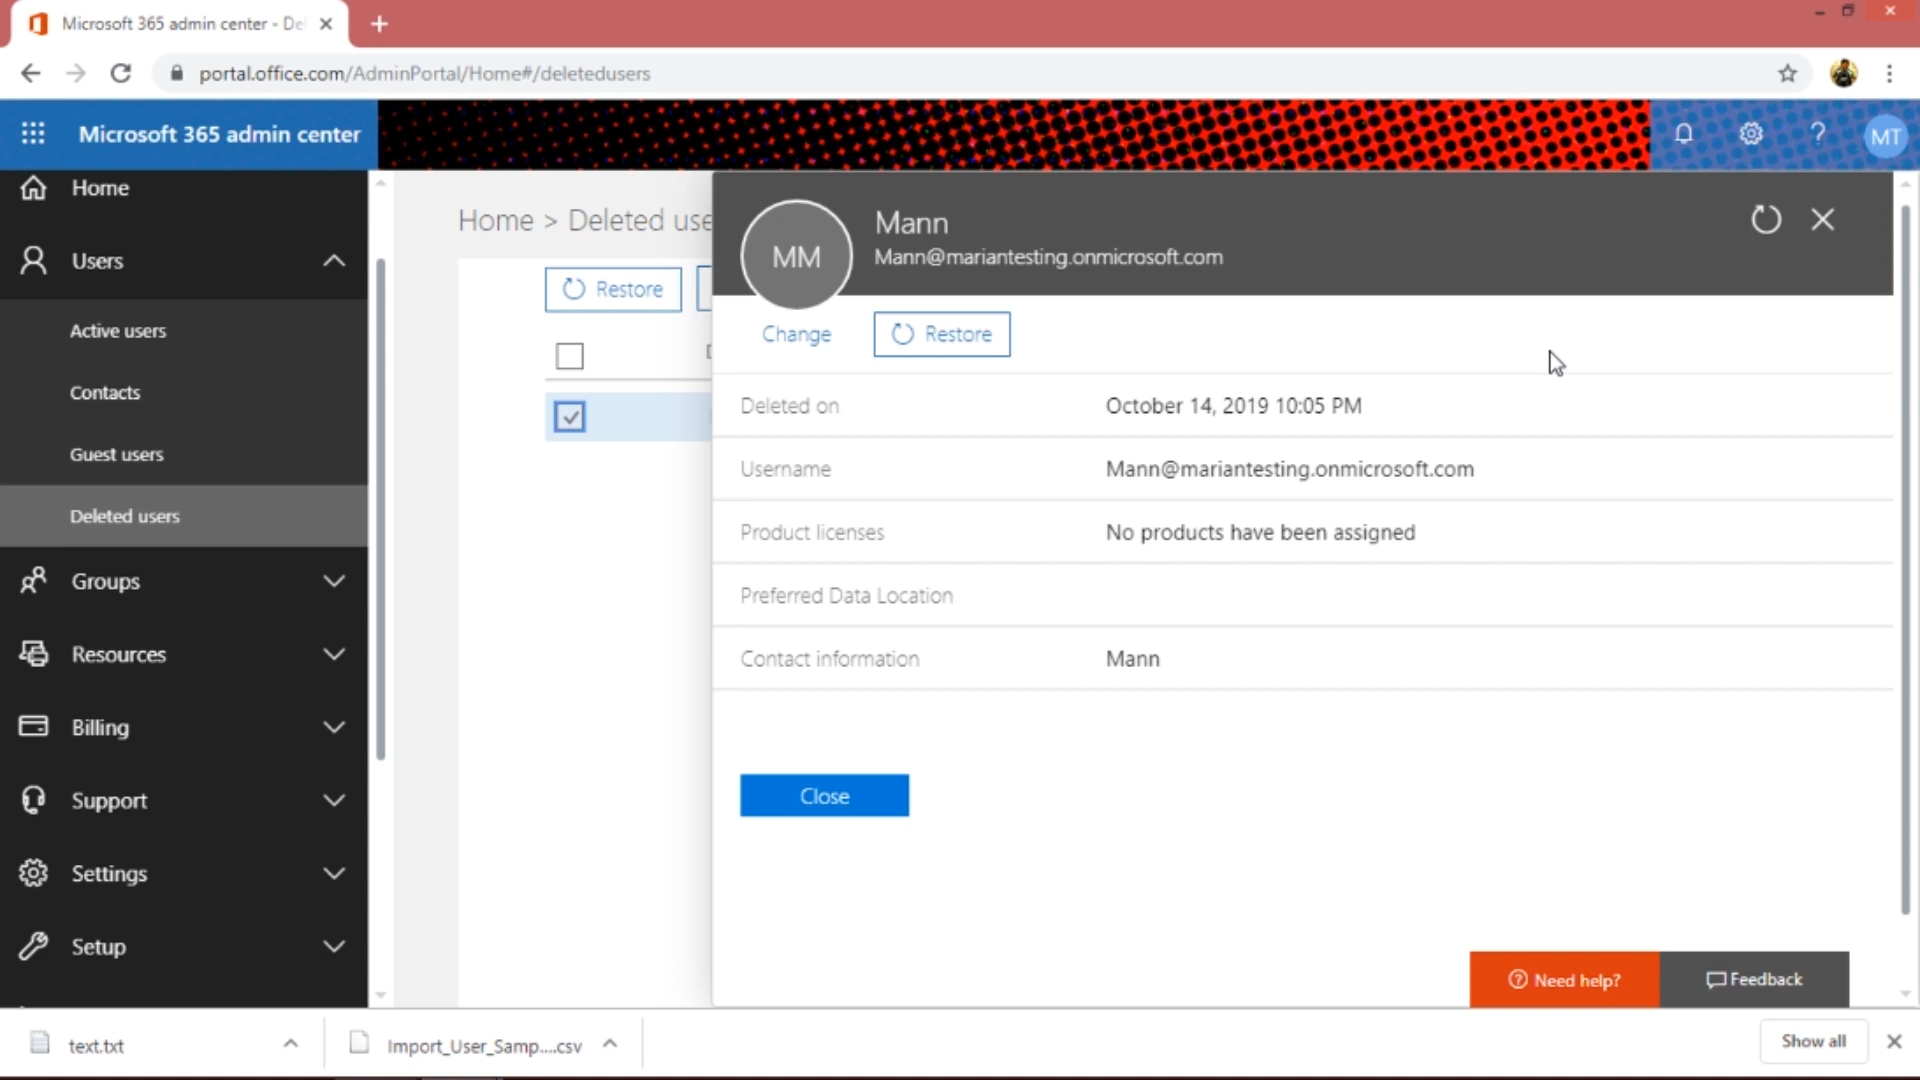 Microsoft 365 admin center - De
portal.office.com/AdminPortal/Home#/deletedusers
Microsoft 365 admin center
MT
Home
Users
Active users
Contacts
Guest users
Deleted users
Groups
Resources
Billing
Support
Settings
Setup
Home > Deleted use
Restore
MM
Mann
Mann@mariantesting.onmicrosoft.com
Change
Restore
Deleted on October 14, 2019 10:05 PM
Username Mann@mariantesting.onmicrosoft.com
Product licenses No products have been assigned
Preferred Data Location
Contact information Mann
Close
Need help?
Feedback
text.txt
Import_User_Samp....csv
Show all